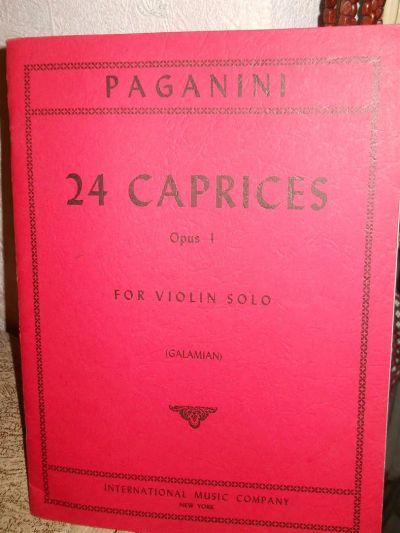 PAGANINI
24 CAPRICES
Opus 1
FOR VIOLIN SOLO
(GALAMIAN)
INTERNATIONAL MUSIC COMPANY
NEW YORK